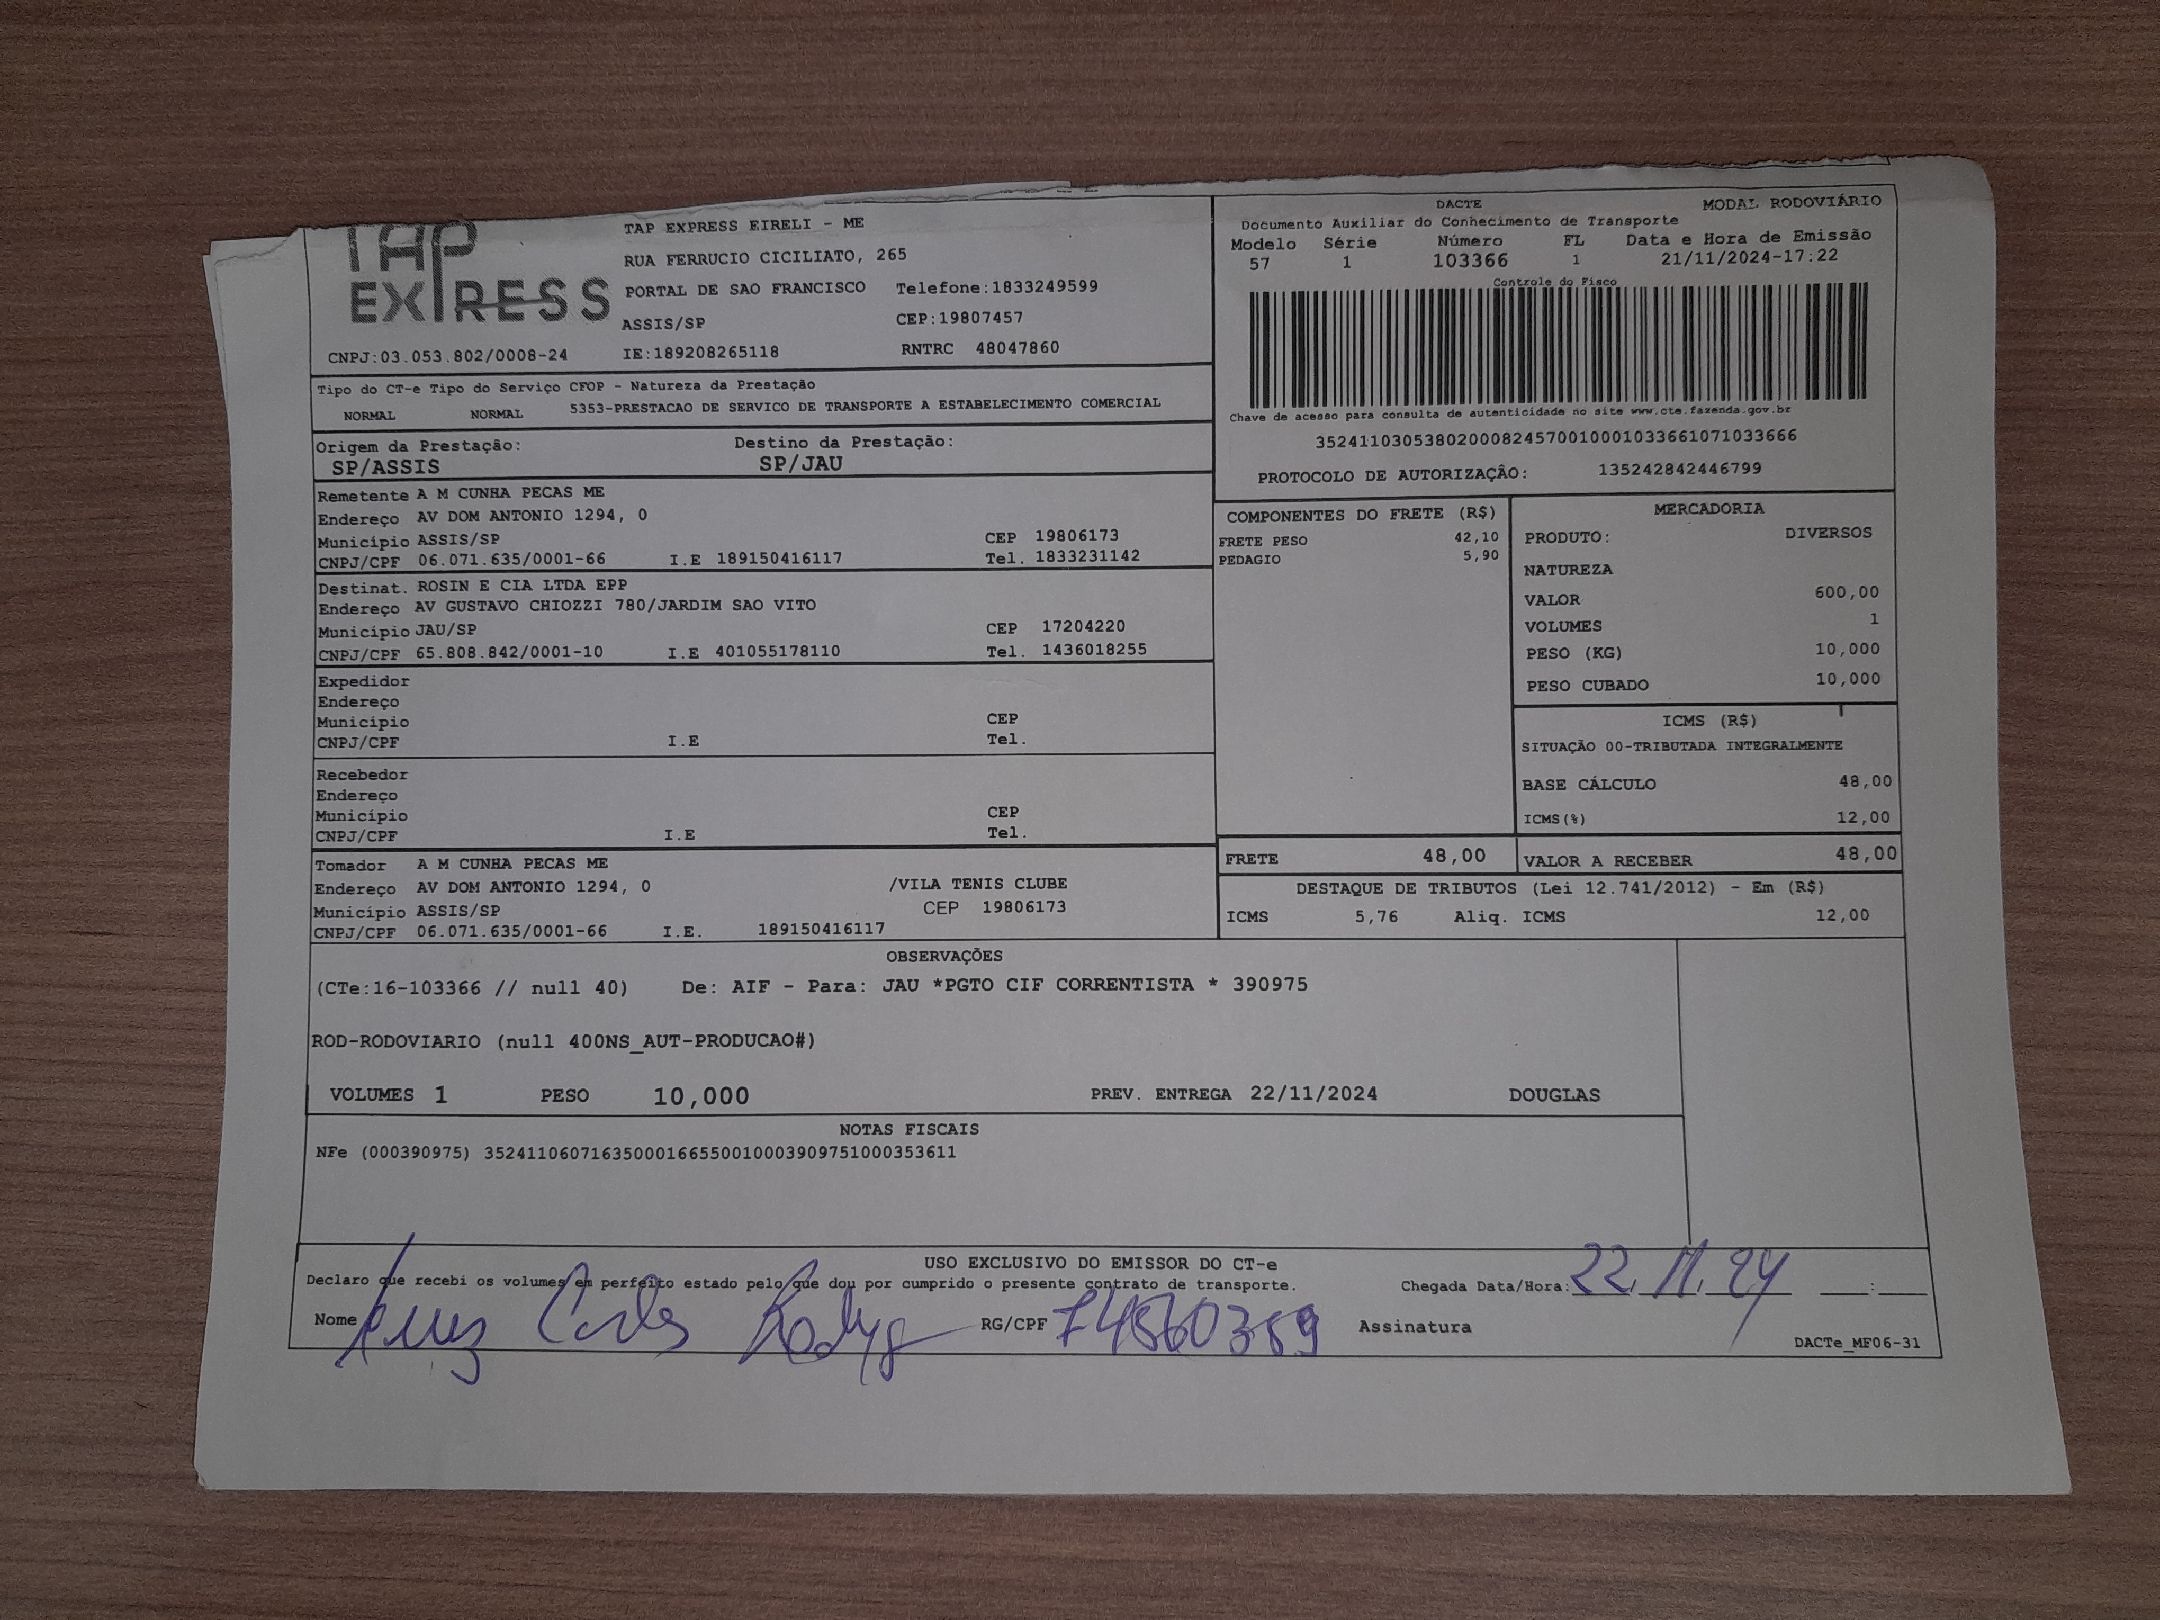 TAP EXPRESS
TAP EXPRESS EIRELI - ME
RUA FERRUCIO CICILIATO, 265
PORTAL DE SAO FRANCISCO Telefone:1833249599
ASSIS/SP CEP:19807457
CNPJ:03.053.802/0008-24 IE:189208265118 RNTRC 48047860
DACTE MODAL RODOVIÁRIO
Documento Auxiliar do Conhecimento de Transporte
Modelo Série Número FL Data e Hora de Emissão
57 1 103366 1 21/11/2024-17:22
Controle do Fisco
Chave de acesso para consulta de autenticidade no site www.cte.fazenda.gov.br
35241103053802000824570010001033661071033666
PROTOCOLO DE AUTORIZAÇÃO: 135242842446799
Tipo do CT-e Tipo do Serviço CFOP - Natureza da Prestação
NORMAL NORMAL 5353-PRESTACAO DE SERVICO DE TRANSPORTE A ESTABELECIMENTO COMERCIAL
Origem da Prestação: Destino da Prestação:
SP/ASSIS SP/JAU
Remetente A M CUNHA PECAS ME
Endereço AV DOM ANTONIO 1294, 0
Município ASSIS/SP CEP 19806173
CNPJ/CPF 06.071.635/0001-66 I.E 189150416117 Tel. 1833231142
Destinat. ROSIN E CIA LTDA EPP
Endereço AV GUSTAVO CHIOZZI 780/JARDIM SAO VITO
Município JAU/SP CEP 17204220
CNPJ/CPF 65.808.842/0001-10 I.E 401055178110 Tel. 1436018255
Expedidor
Endereço
Município CEP
CNPJ/CPF I.E Tel.
Recebedor
Endereço
Município CEP
CNPJ/CPF I.E Tel.
Tomador A M CUNHA PECAS ME
Endereço AV DOM ANTONIO 1294, 0 /VILA TENIS CLUBE
Município ASSIS/SP CEP 19806173
CNPJ/CPF 06.071.635/0001-66 I.E. 189150416117
COMPONENTES DO FRETE (R$)
FRETE PESO 42,10
PEDAGIO 5,90
MERCADORIA
PRODUTO: DIVERSOS
NATUREZA
VALOR 600,00
VOLUMES 1
PESO (KG) 10,000
PESO CUBADO 10,000
ICMS (R$)
SITUAÇÃO 00-TRIBUTADA INTEGRALMENTE
BASE CÁLCULO 48,00
ICMS(%) 12,00
FRETE 48,00 VALOR A RECEBER 48,00
DESTAQUE DE TRIBUTOS (Lei 12.741/2012) - Em (R$)
ICMS 5,76 Aliq. ICMS 12,00
OBSERVAÇÕES
(CTe:16-103366 // null 40) De: AIF - Para: JAU *PGTO CIF CORRENTISTA * 390975
ROD-RODOVIARIO (null 400NS_AUT-PRODUCAO#)
VOLUMES 1 PESO 10,000 PREV. ENTREGA 22/11/2024 DOUGLAS
NOTAS FISCAIS
NFe (000390975) 35241106071635000166550010003909751000353611
USO EXCLUSIVO DO EMISSOR DO CT-e
Declaro que recebi os volumes em perfeito estado pelo que dou por cumprido o presente contrato de transporte. Chegada Data/Hora: 22.11.24 :
Nome Luiz Carlos RG/CPF Assinatura
DACTe_MF06-31